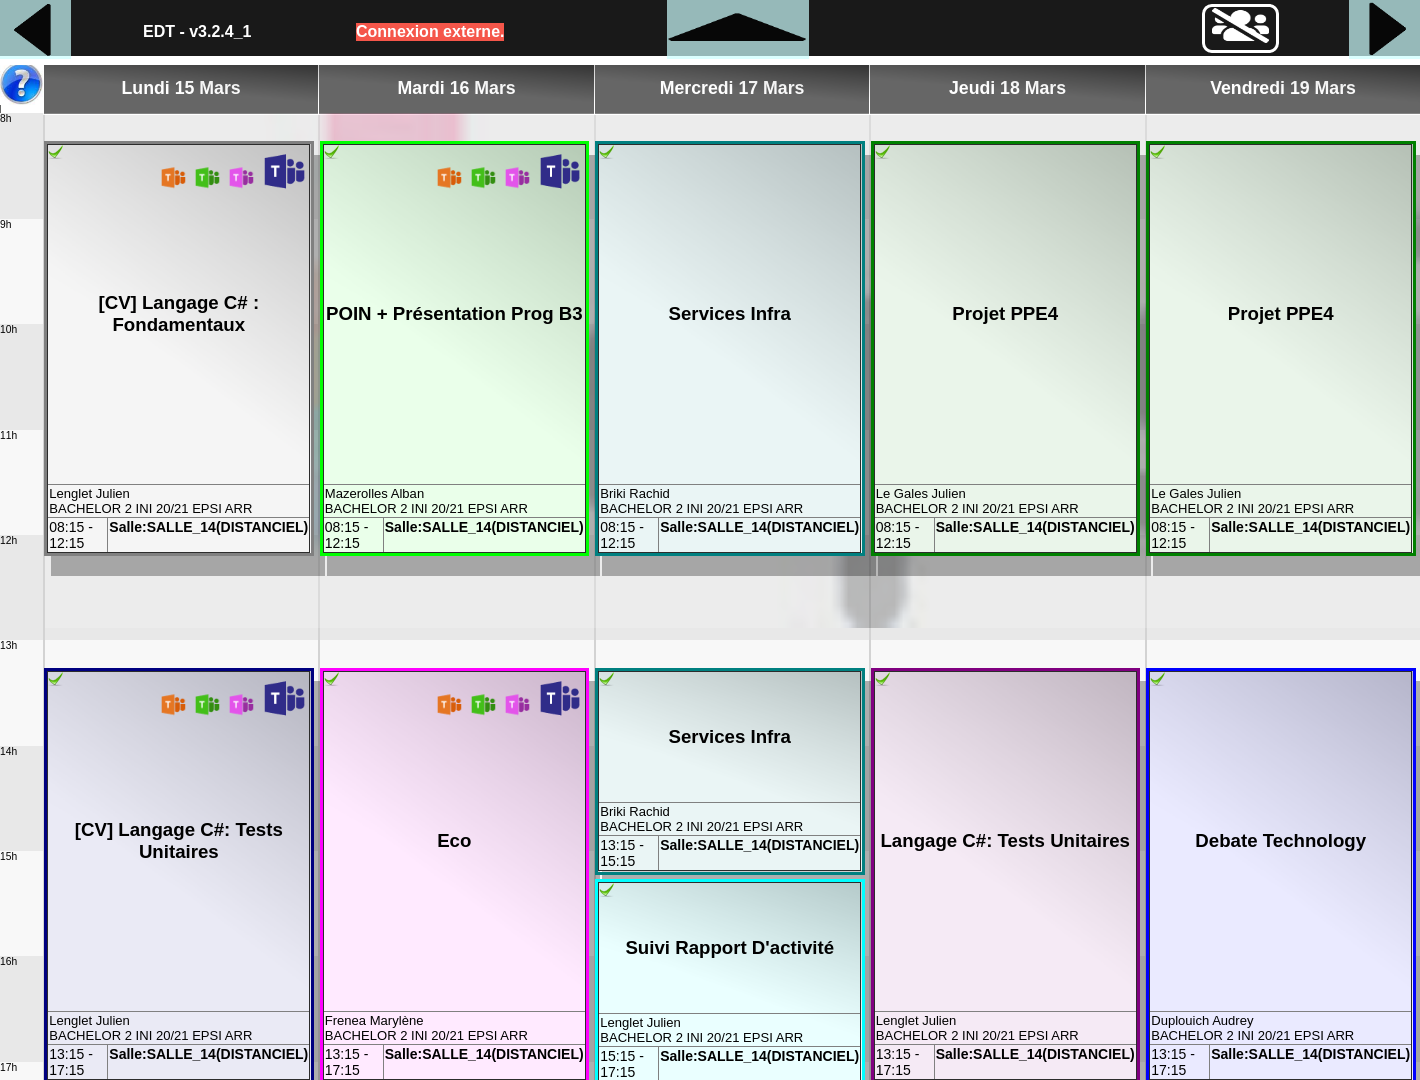 EDT - v3.2.4_1
Connexion externe.
Lundi 15 Mars
Mardi 16 Mars
Mercredi 17 Mars
Jeudi 18 Mars
Vendredi 19 Mars
8h
9h
10h
11h
12h
13h
14h
15h
16h
17h
[CV] Langage C# :
Fondamentaux
Lenglet Julien
BACHELOR 2 INI 20/21 EPSI ARR
08:15 -
12:15
Salle:SALLE_14(DISTANCIEL)
POIN + Présentation Prog B3
Mazerolles Alban
BACHELOR 2 INI 20/21 EPSI ARR
08:15 -
12:15
Salle:SALLE_14(DISTANCIEL)
Services Infra
Briki Rachid
BACHELOR 2 INI 20/21 EPSI ARR
08:15 -
12:15
Salle:SALLE_14(DISTANCIEL)
Projet PPE4
Le Gales Julien
BACHELOR 2 INI 20/21 EPSI ARR
08:15 -
12:15
Salle:SALLE_14(DISTANCIEL)
Projet PPE4
Le Gales Julien
BACHELOR 2 INI 20/21 EPSI ARR
08:15 -
12:15
Salle:SALLE_14(DISTANCIEL)
[CV] Langage C#: Tests
Unitaires
Lenglet Julien
BACHELOR 2 INI 20/21 EPSI ARR
13:15 -
17:15
Salle:SALLE_14(DISTANCIEL)
Eco
Frenea Marylène
BACHELOR 2 INI 20/21 EPSI ARR
13:15 -
17:15
Salle:SALLE_14(DISTANCIEL)
Services Infra
Briki Rachid
BACHELOR 2 INI 20/21 EPSI ARR
13:15 -
15:15
Salle:SALLE_14(DISTANCIEL)
Suivi Rapport D'activité
Lenglet Julien
BACHELOR 2 INI 20/21 EPSI ARR
15:15 -
17:15
Salle:SALLE_14(DISTANCIEL)
Langage C#: Tests Unitaires
Lenglet Julien
BACHELOR 2 INI 20/21 EPSI ARR
13:15 -
17:15
Salle:SALLE_14(DISTANCIEL)
Debate Technology
Duplouich Audrey
BACHELOR 2 INI 20/21 EPSI ARR
13:15 -
17:15
Salle:SALLE_14(DISTANCIEL)